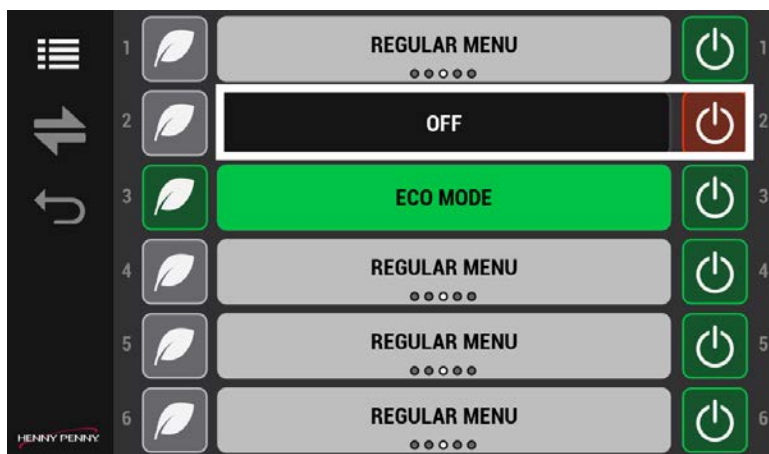 1 REGULAR MENU 1
2 OFF 2
3 ECO MODE 3
4 REGULAR MENU 4
5 REGULAR MENU 5
6 REGULAR MENU 6
HENNY PENNY